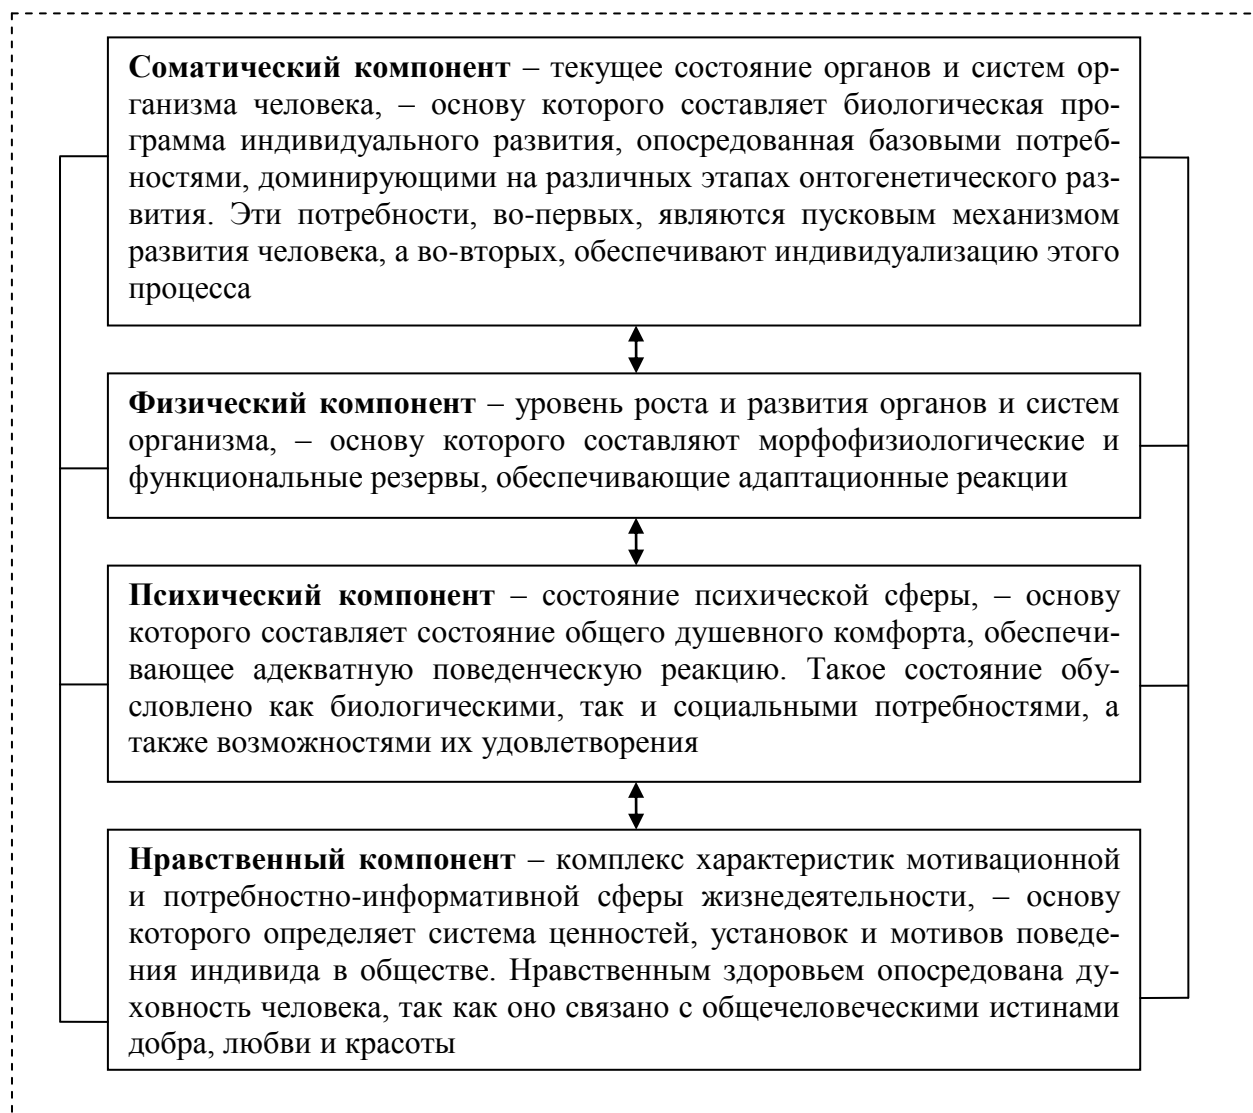 Соматический компонент – текущее состояние органов и систем ор-
ганизма человека, – основу которого составляет биологическая про-
грамма индивидуального развития, опосредованная базовыми потреб-
ностями, доминирующими на различных этапах онтогенетического раз-
вития. Эти потребности, во-первых, являются пусковым механизмом
развития человека, а во-вторых, обеспечивают индивидуализацию этого
процесса
Физический компонент – уровень роста и развития органов и систем
организма, – основу которого составляют морфофизиологические и
функциональные резервы, обеспечивающие адаптационные реакции
Психический компонент – состояние психической сферы, – основу
которого составляет состояние общего душевного комфорта, обеспечи-
вающее адекватную поведенческую реакцию. Такое состояние обу-
словлено как биологическими, так и социальными потребностями, а
также возможностями их удовлетворения
Нравственный компонент – комплекс характеристик мотивационной
и потребностно-информативной сферы жизнедеятельности, – основу
которого определяет система ценностей, установок и мотивов поведе-
ния индивида в обществе. Нравственным здоровьем опосредована ду-
ховность человека, так как оно связано с общечеловеческими истинами
добра, любви и красоты